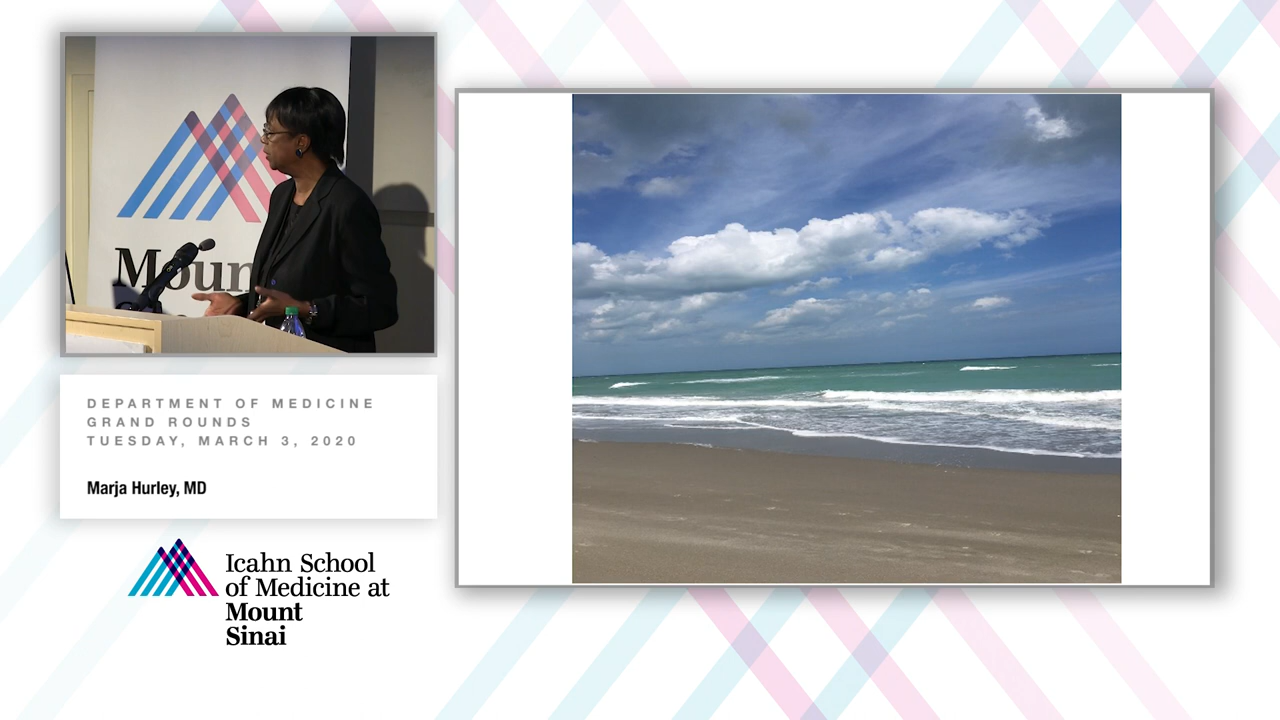 Moun
DEPARTMENT OF MEDICINE
GRAND ROUNDS
TUESDAY, MARCH 3, 2020
Marja Hurley, MD
Icahn School
of Medicine at
Mount
Sinai